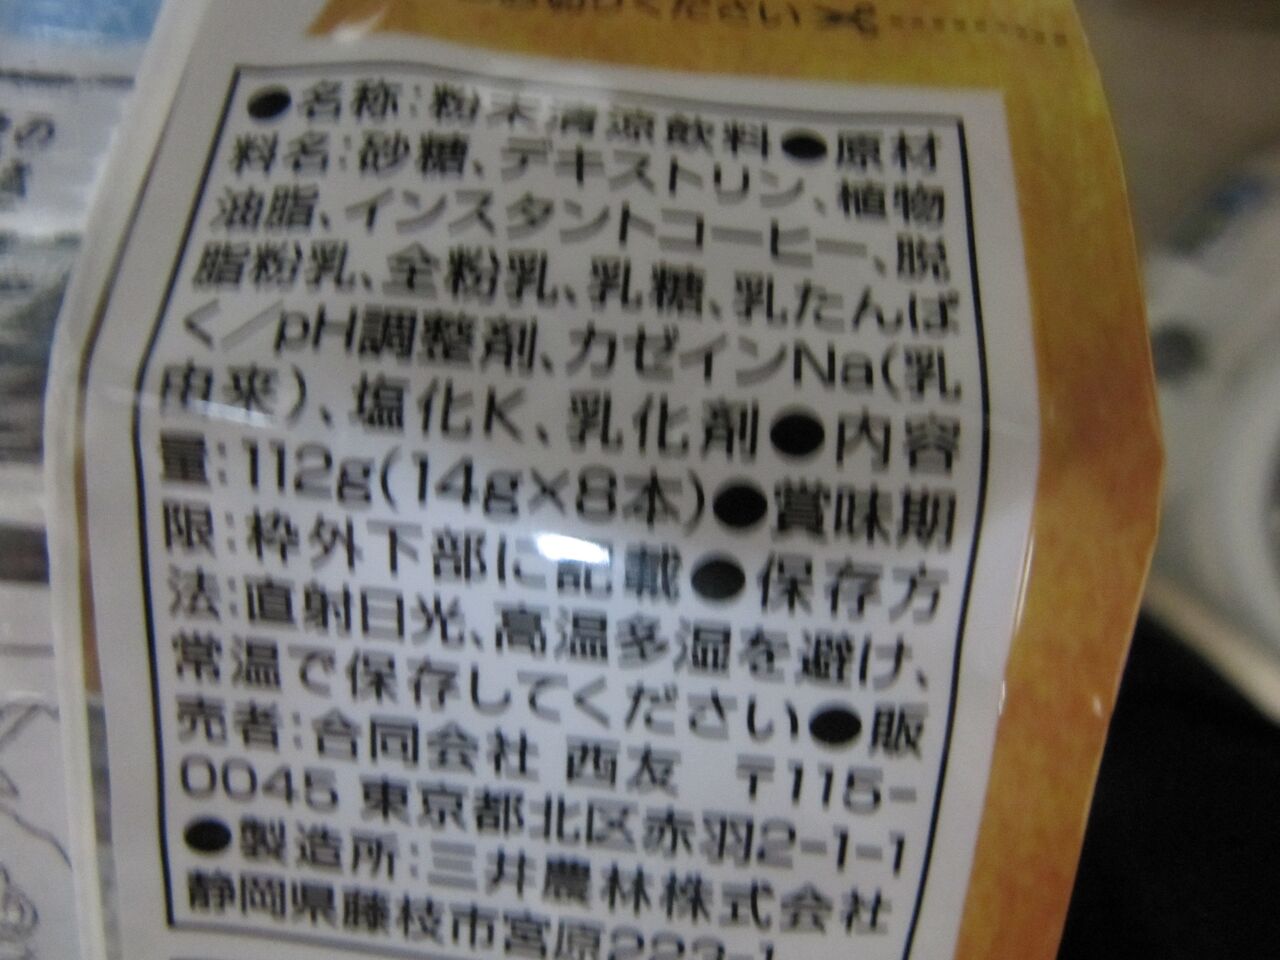 ください
●名称:粉末清涼飲料●原材
料名:砂糖、デキストリン、植物
油脂、インスタントコーヒー、脱
脂粉乳、全粉乳、乳糖、乳たんぱ
く/pH調整剤、カゼインNa(乳
由来)、塩化K、乳化剤●内容
量:112g(14g×8本)●賞味期
限:枠外下部に記載●保存方
法:直射日光、高温多湿を避け、
常温で保存してください●販
売者:合同会社 西友 〒115-
0045 東京都北区赤羽2-1-1
●製造所:三井農林株式会社
静岡県藤枝市宮原223-1